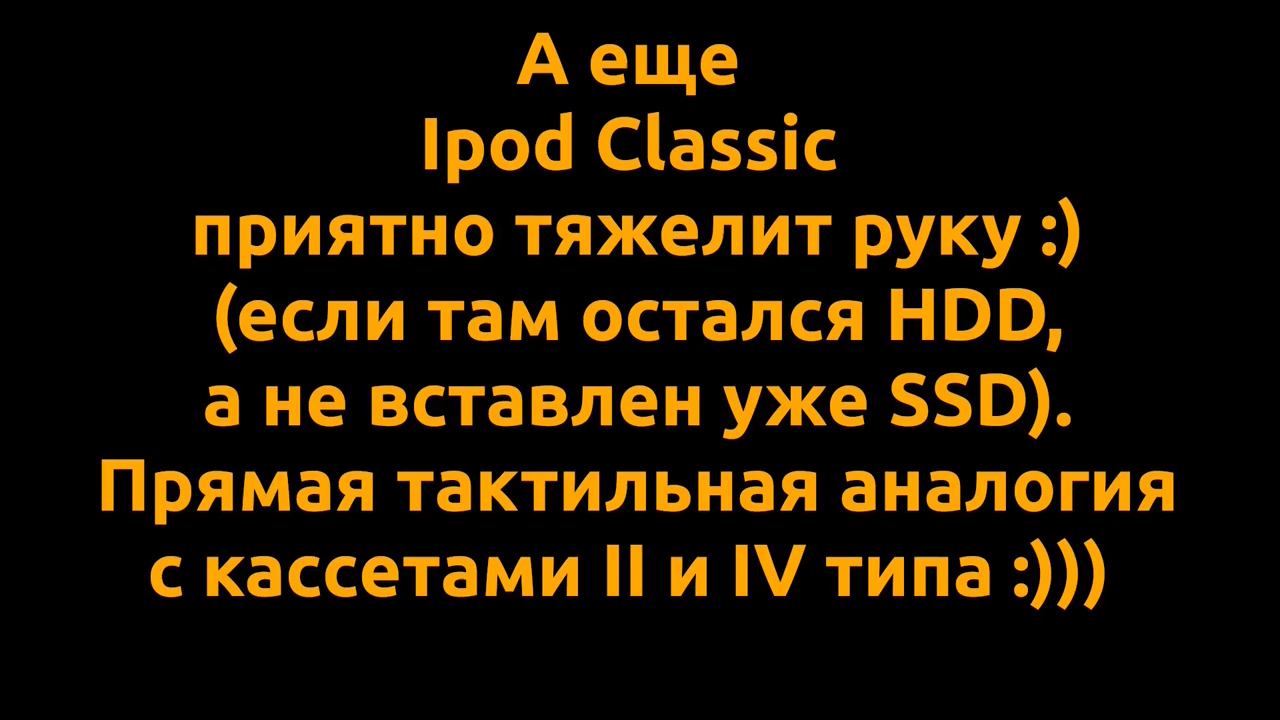 А еще
Ipod Classic
приятно тяжелит руку :)
(если там остался HDD,
а не вставлен уже SSD).
Прямая тактильная аналогия
с кассетами II и IV типа :)))